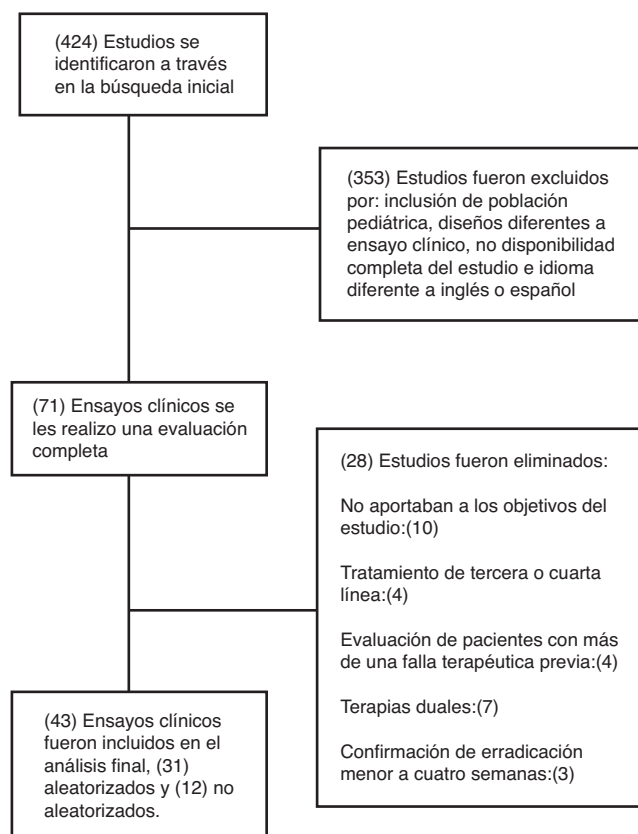 (424) Estudios se
identificaron a través
en la búsqueda inicial
(353) Estudios fueron excluidos
por: inclusión de población
pediátrica, diseños diferentes a
ensayo clínico, no disponibilidad
completa del estudio e idioma
diferente a inglés o español
(71) Ensayos clínicos se
les realizo una evaluación
completa
(28) Estudios fueron eliminados:
No aportaban a los objetivos del
estudio:(10)
Tratamiento de tercera o cuarta
línea:(4)
Evaluación de pacientes con más
de una falla terapéutica previa:(4)
Terapias duales:(7)
Confirmación de erradicación
menor a cuatro semanas:(3)
(43) Ensayos clínicos
fueron incluidos en el
análisis final, (31)
aleatorizados y (12) no
aleatorizados.